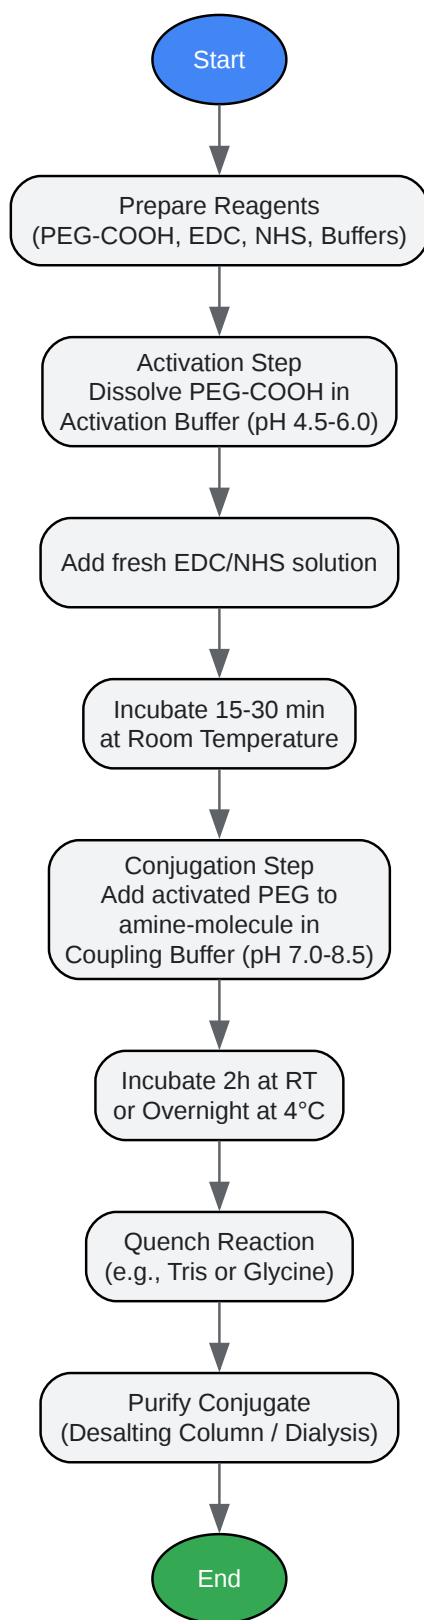 Start
Prepare Reagents
(PEG-COOH, EDC, NHS, Buffers)
Activation Step
Dissolve PEG-COOH in
Activation Buffer (pH 4.5-6.0)
Add fresh EDC/NHS solution
Incubate 15-30 min
at Room Temperature
Conjugation Step
Add activated PEG to
amine-molecule in
Coupling Buffer (pH 7.0-8.5)
Incubate 2h at RT
or Overnight at 4°C
Quench Reaction
(e.g., Tris or Glycine)
Purify Conjugate
(Desalting Column / Dialysis)
End